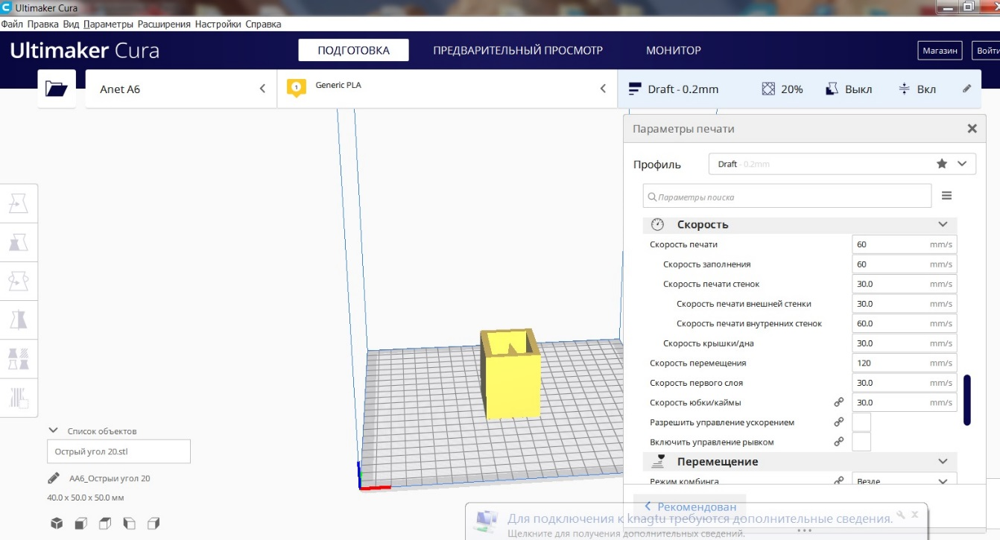 Ultimaker Cura
Файл Правка Вид Параметры Расширения Настройки Справка
Ultimaker Cura
ПОДГОТОВКА
ПРЕДВАРИТЕЛЬНЫЙ ПРОСМОТР
МОНИТОР
Магазин
Войти
Anet A6
1
Generic PLA
Draft - 0.2mm
20%
Выкл
Вкл
Параметры печати
Профиль
Draft - 0.2mm
Параметры поиска
Скорость
Скорость печати 60 mm/s
Скорость заполнения 60 mm/s
Скорость печати стенок 30.0 mm/s
Скорость печати внешней стенки 30.0 mm/s
Скорость печати внутренних стенок 60.0 mm/s
Скорость крышки/дна 30.0 mm/s
Скорость перемещения 120 mm/s
Скорость первого слоя 30.0 mm/s
Скорость юбки/каймы 30.0 mm/s
Разрешить управление ускорением
Включить управление рывком
Перемещение
Режим комбинга Везде
Рекомендован
Список объектов
Острый угол 20.stl
AA6_Острыи угол 20
40.0 x 50.0 x 50.0 мм
Для подключения к knagtu требуются дополнительные сведения.
Щелкните для получения дополнительных сведений.